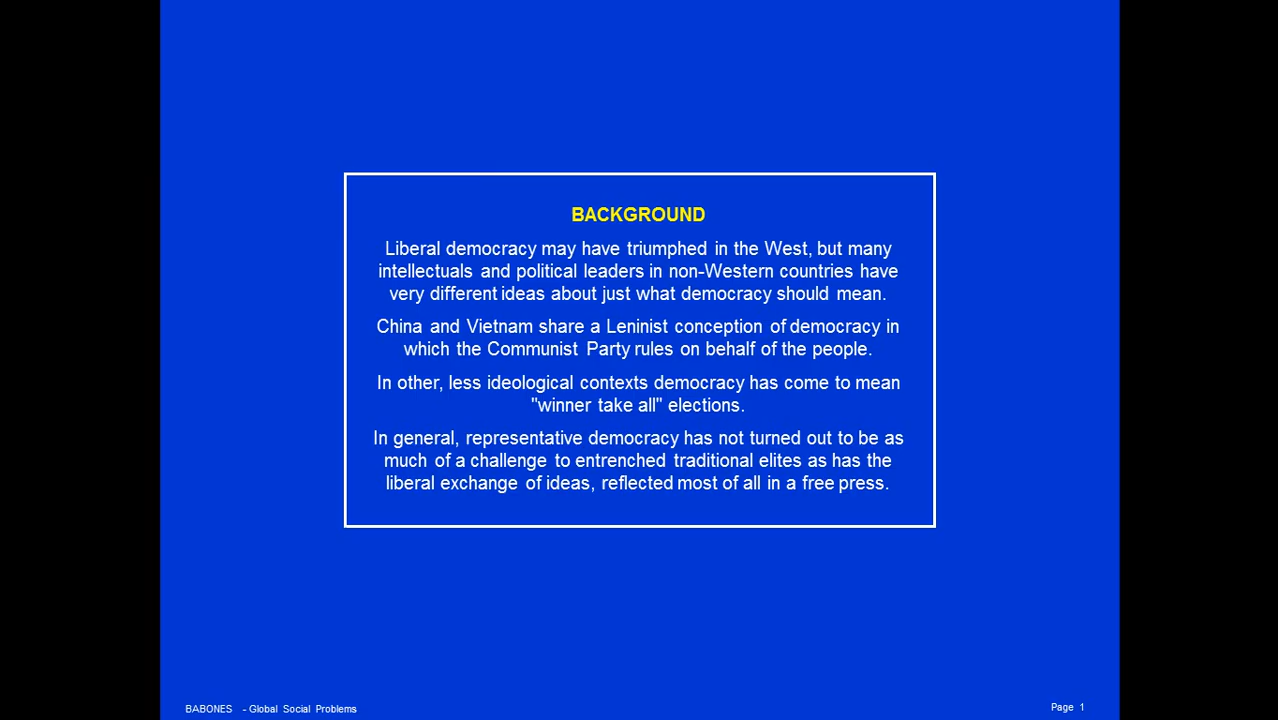 BACKGROUND
Liberal democracy may have triumphed in the West, but many
intellectuals and political leaders in non-Western countries have
very different ideas about just what democracy should mean.
China and Vietnam share a Leninist conception of democracy in
which the Communist Party rules on behalf of the people.
In other, less ideological contexts democracy has come to mean
"winner take all" elections.
In general, representative democracy has not turned out to be as
much of a challenge to entrenched traditional elites as has the
liberal exchange of ideas, reflected most of all in a free press.
BABONES - Global Social Problems
Page 1